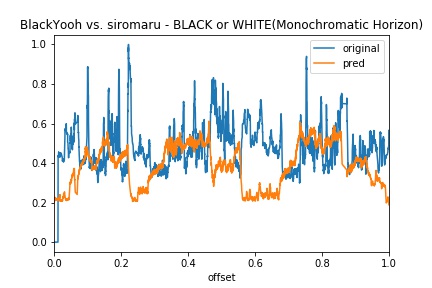 BlackYooh vs. siromaru - BLACK or WHITE(Monochromatic Horizon)
original
pred
1.0
0.8
0.6
0.4
0.2
0.0
0.0 0.2 0.4 0.6 0.8 1.0
offset